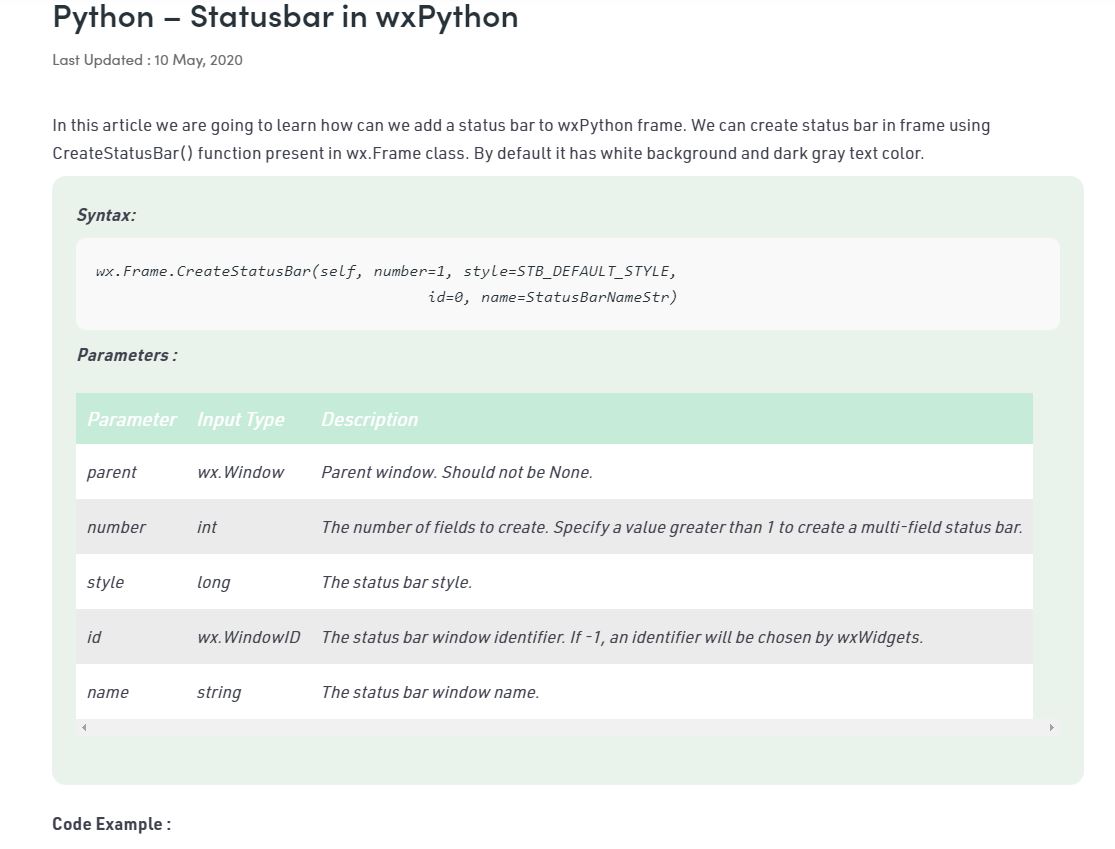 Python – Statusbar in wxPython
Last Updated : 10 May, 2020
In this article we are going to learn how can we add a status bar to wxPython frame. We can create status bar in frame using
CreateStatusBar() function present in wx.Frame class. By default it has white background and dark gray text color.
Syntax:
wx.Frame.CreateStatusBar(self, number=1, style=STB_DEFAULT_STYLE,
id=0, name=StatusBarNameStr)
Parameters :
Parameter Input Type Description
parent wx.Window Parent window. Should not be None.
number int The number of fields to create. Specify a value greater than 1 to create a multi-field status bar.
style long The status bar style.
id wx.WindowID The status bar window identifier. If -1, an identifier will be chosen by wxWidgets.
name string The status bar window name.
Code Example :